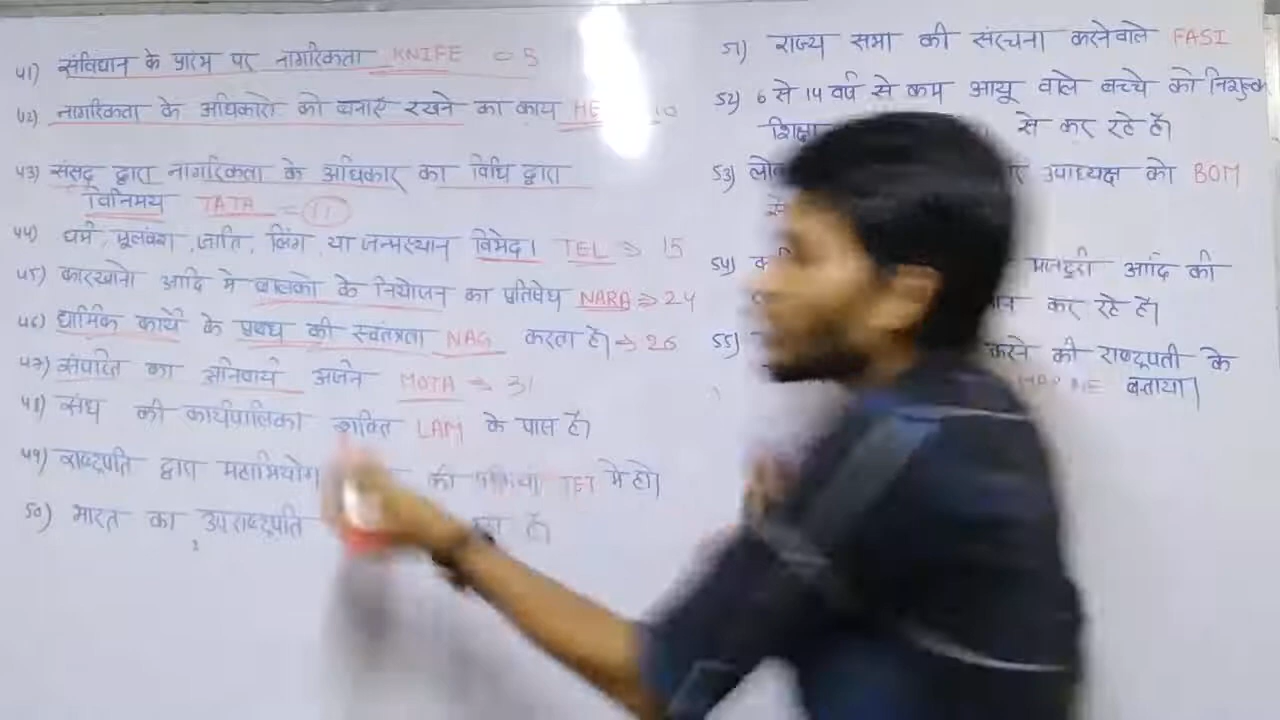 41) संविधान के प्रारंभ पर नागरिकता KNIFE = 5
42) नागरिकता के अधिकारो को बनाए रखने का कार्य HE 10
43) संसद् द्वारा नागरिकता के अधिकार का विधि द्वारा
विनिमय TATA = 11
44) धर्म, मूलवंश, जाति, लिंग, या जन्मस्थान विभेद। TEL => 15
45) कारखानो आदि मे बालको के नियोजन का प्रतिषेध NARA => 24
46) धार्मिक कार्यो के प्रबंध की स्वतंत्रता NAG करता है। => 26
47) संपत्ति का अनिवार्य अर्जन MOTA => 31
48) संघ की कार्यपालिका शक्ति LAM के पास है।
49) राष्ट्रपति द्वारा महाभियोग की TET मे हो।
50) भारत का उपराष्ट्रपति है।
51) राज्य सभा की संरचना करनेवाले FASI
52) 6 से 14 वर्ष से कम आयू वाले बच्चे को निशुल्क
शिक्षा से कर रहे है।
53) उपाध्यक्ष को BOM
54) मजदुरी आदि की
कर रहे है।
55) करने की राष्ट्रपती के
बताया।